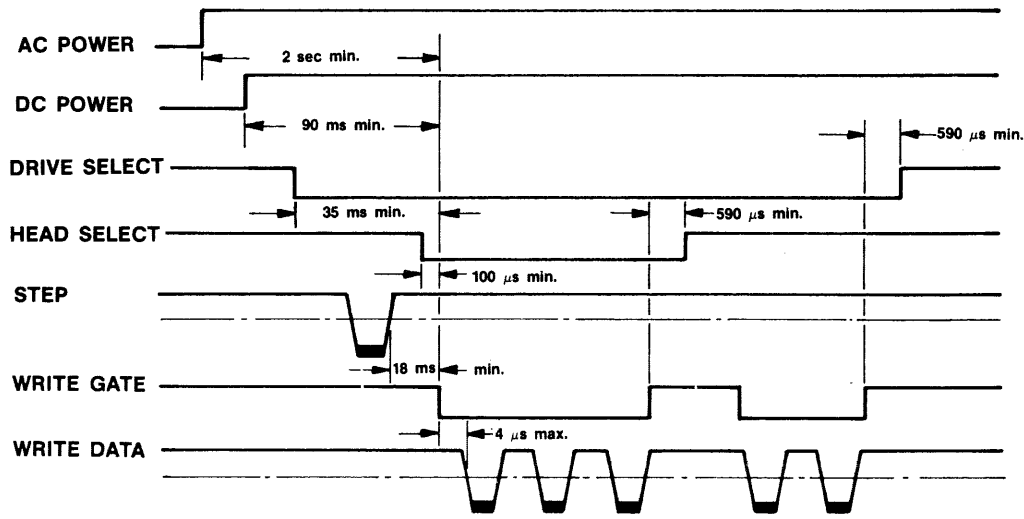 AC POWER
2 sec min.
DC POWER
90 ms min.
590 μs min.
DRIVE SELECT
35 ms min.
590 μs min.
HEAD SELECT
100 μs min.
STEP
18 ms min.
WRITE GATE
4 μs max.
WRITE DATA